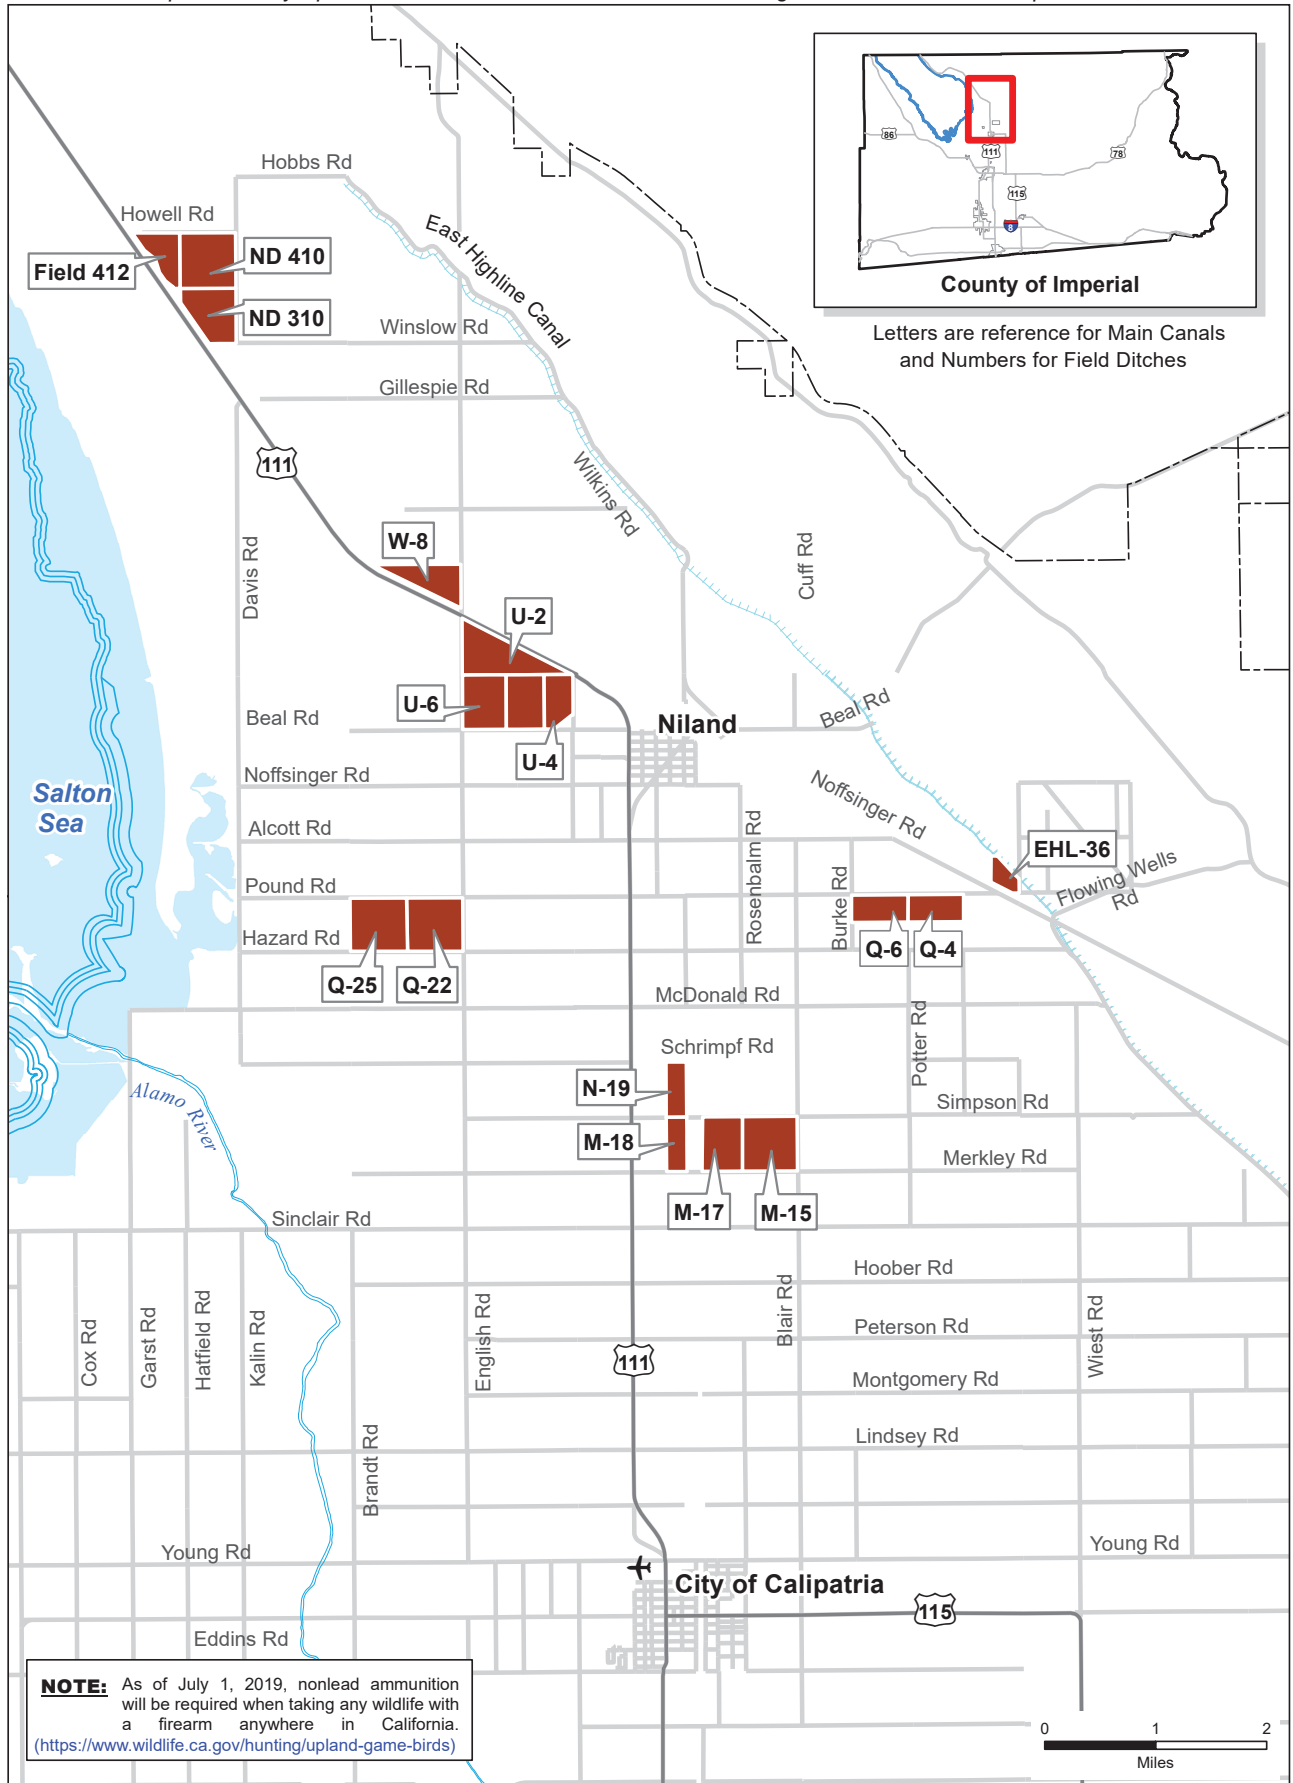 86
111
78
115
8
County of Imperial
Letters are reference for Main Canals
and Numbers for Field Ditches
Hobbs Rd
Howell Rd
East Highline Canal
Field 412
ND 410
ND 310
Winslow Rd
Gillespie Rd
111
Wilkins Rd
W-8
Cuff Rd
Davis Rd
U-2
U-6
Beal Rd
Niland
Beal Rd
U-4
Noffsinger Rd
Noffsinger Rd
Salton
Sea
Alcott Rd
Rosenbalm Rd
EHL-36
Flowing Wells
Rd
Pound Rd
Burke Rd
Hazard Rd
Q-6
Q-4
Q-25
Q-22
McDonald Rd
Potter Rd
Schrimpf Rd
N-19
Alamo River
Simpson Rd
M-18
Merkley Rd
M-17
M-15
Sinclair Rd
Hoober Rd
Blair Rd
Wiest Rd
Peterson Rd
Cox Rd
Garst Rd
Hatfield Rd
Kalin Rd
English Rd
111
Montgomery Rd
Lindsey Rd
Brandt Rd
Young Rd
Young Rd
City of Calipatria
115
Eddins Rd
NOTE: As of July 1, 2019, nonlead ammunition
will be required when taking any wildlife with
a firearm anywhere in California.
(https://www.wildlife.ca.gov/hunting/upland-game-birds)
0 1 2
Miles